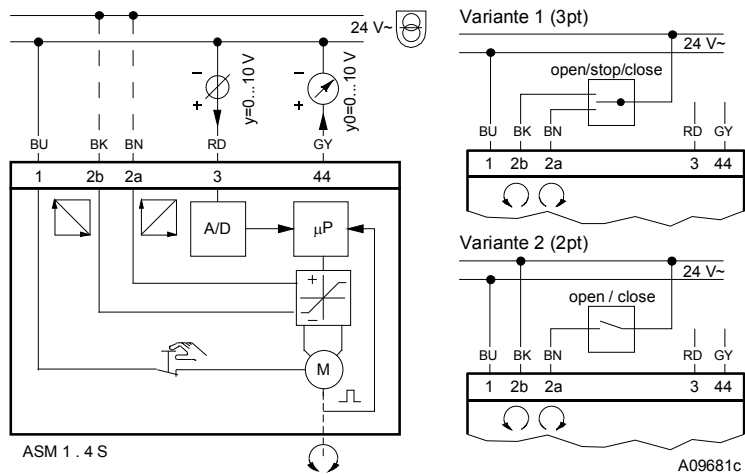 24 V~
y=0...10 V
y0=0...10 V
BU BK BN RD GY
1 2b 2a 3 44
A/D
µP
M
ASM 1 . 4 S
Variante 1 (3pt)
24 V~
open/stop/close
BU BK BN RD GY
1 2b 2a 3 44
Variante 2 (2pt)
24 V~
open / close
BU BK BN RD GY
1 2b 2a 3 44
A09681c